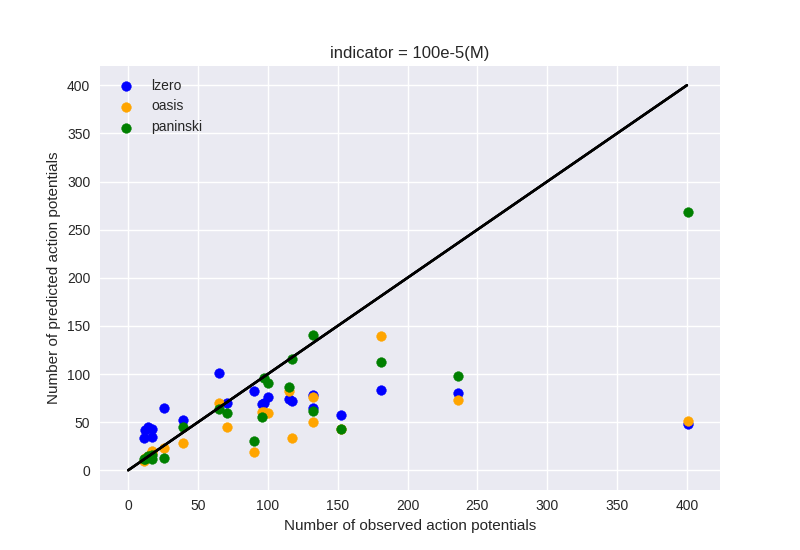 indicator = 100e-5(M)
lzero
oasis
paninski
400
350
300
250
200
150
100
50
0
Number of predicted action potentials
0 50 100 150 200 250 300 350 400
Number of observed action potentials